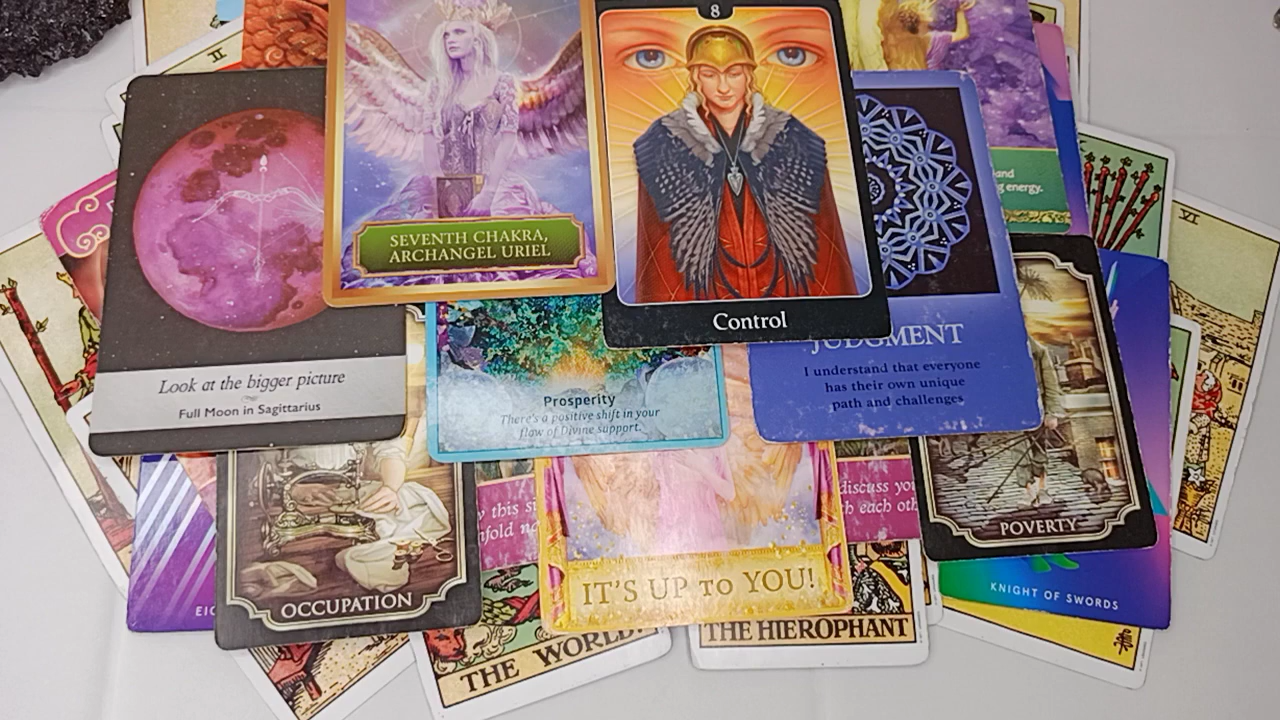 8
II
VI
and
g energy.
SEVENTH CHAKRA,
ARCHANGEL URIEL
Control
JUDGMENT
I understand that everyone
has their own unique
path and challenges
Look at the bigger picture
Full Moon in Sagittarius
Prosperity
There's a positive shift in your
flow of Divine support.
y this
discuss you
h each oth
POVERTY
IT'S UP TO YOU!
OCCUPATION
KNIGHT OF SWORDS
THE WORLD.
THE HIEROPHANT